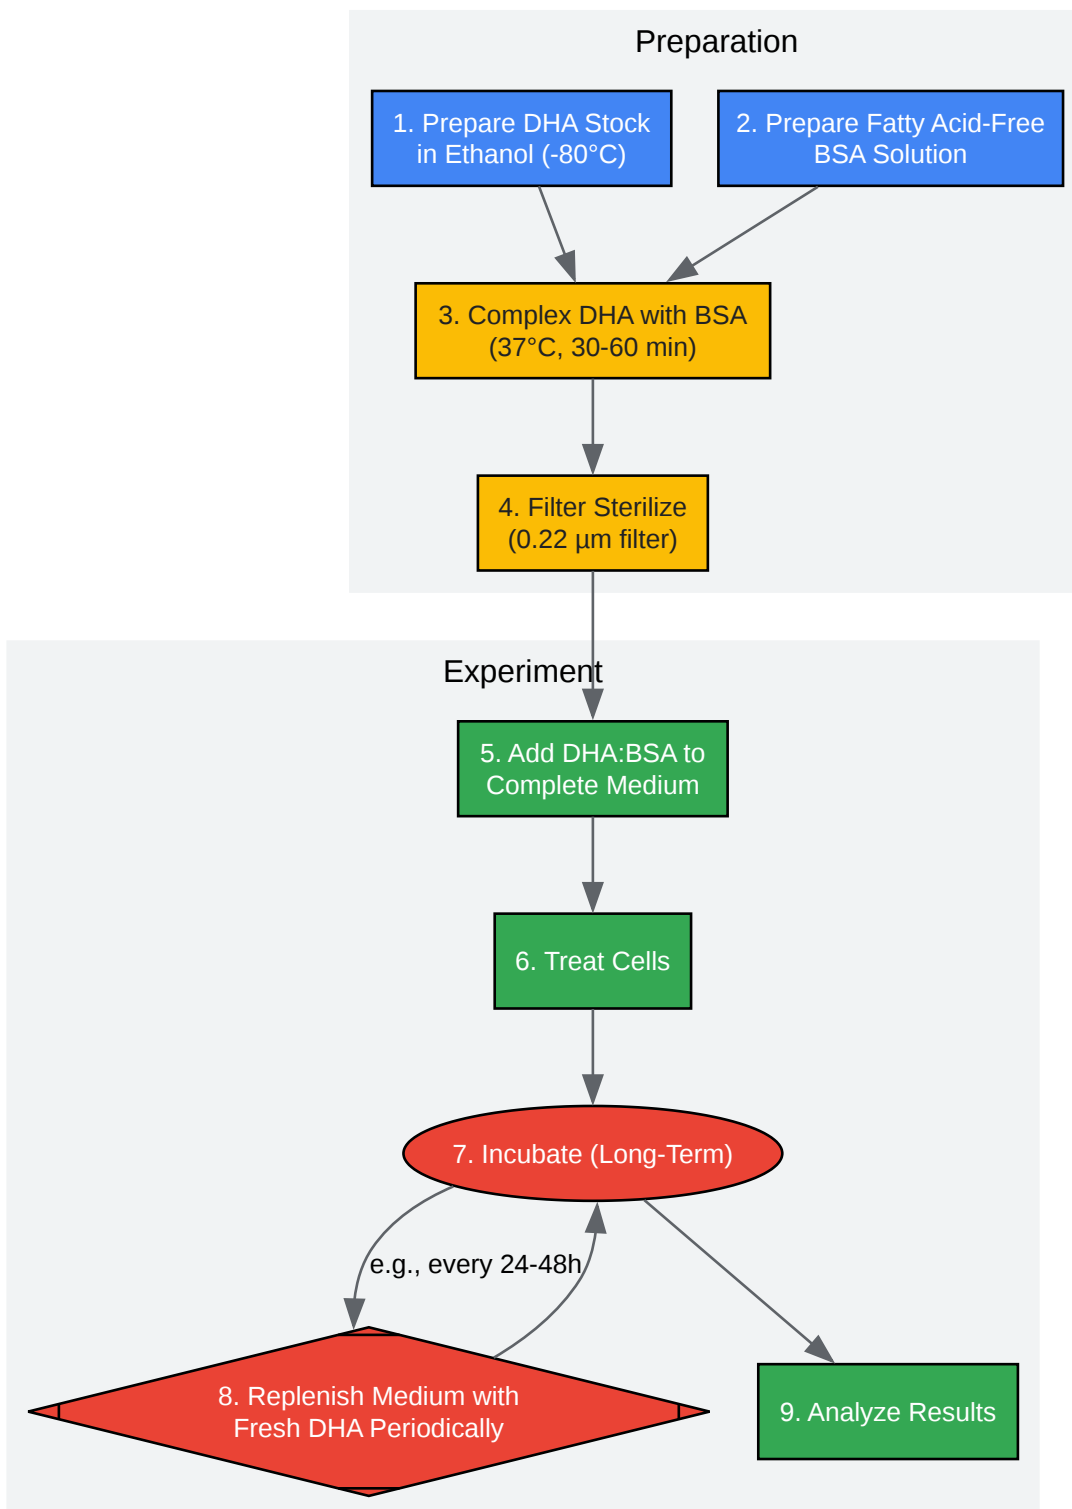 Preparation
1. Prepare DHA Stock
in Ethanol (-80°C)
2. Prepare Fatty Acid-Free
BSA Solution
3. Complex DHA with BSA
(37°C, 30-60 min)
4. Filter Sterilize
(0.22 µm filter)
Experiment
5. Add DHA:BSA to
Complete Medium
6. Treat Cells
7. Incubate (Long-Term)
e.g., every 24-48h
8. Replenish Medium with
Fresh DHA Periodically
9. Analyze Results